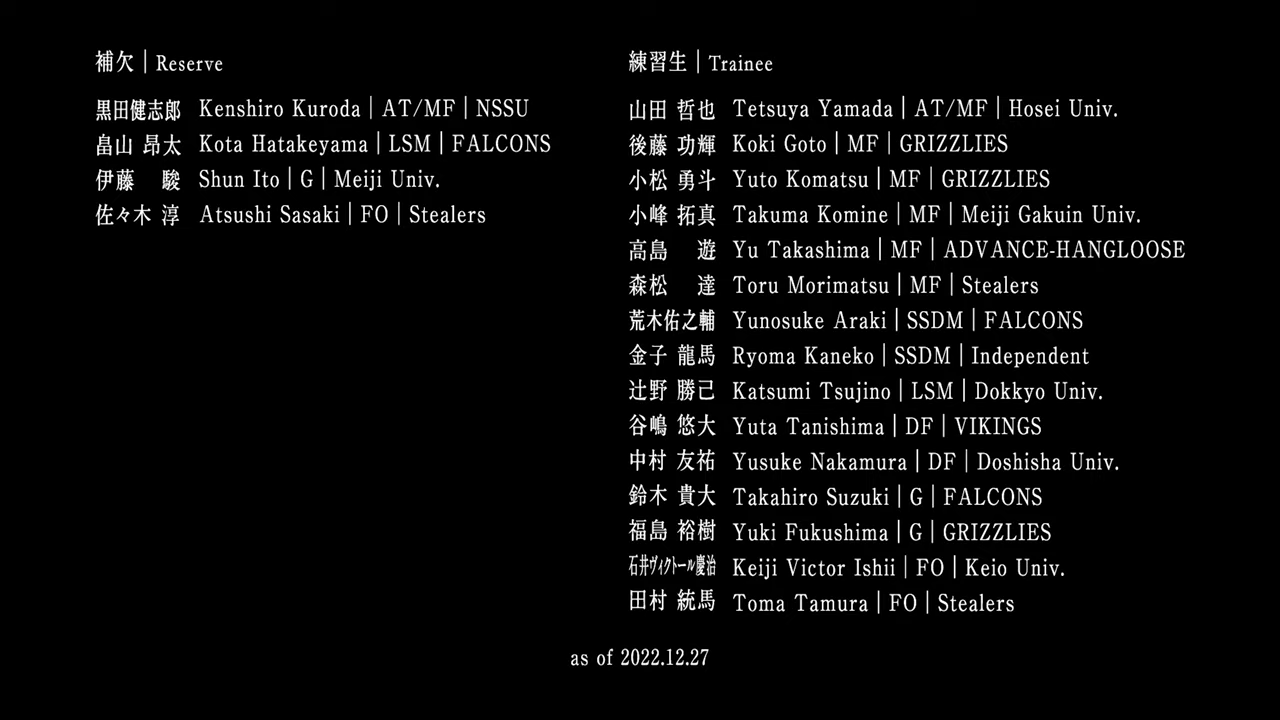 補欠｜Reserve
黒田健志郎 Kenshiro Kuroda｜AT/MF｜NSSU
畠山 昂太 Kota Hatakeyama｜LSM｜FALCONS
伊藤　駿 Shun Ito｜G｜Meiji Univ.
佐々木 淳 Atsushi Sasaki｜FO｜Stealers
練習生｜Trainee
山田 哲也 Tetsuya Yamada｜AT/MF｜Hosei Univ.
後藤 功輝 Koki Goto｜MF｜GRIZZLIES
小松 勇斗 Yuto Komatsu｜MF｜GRIZZLIES
小峰 拓真 Takuma Komine｜MF｜Meiji Gakuin Univ.
高島　遊 Yu Takashima｜MF｜ADVANCE-HANGLOOSE
森松　達 Toru Morimatsu｜MF｜Stealers
荒木佑之輔 Yunosuke Araki｜SSDM｜FALCONS
金子 龍馬 Ryoma Kaneko｜SSDM｜Independent
辻野 勝己 Katsumi Tsujino｜LSM｜Dokkyo Univ.
谷嶋 悠大 Yuta Tanishima｜DF｜VIKINGS
中村 友祐 Yusuke Nakamura｜DF｜Doshisha Univ.
鈴木 貴大 Takahiro Suzuki｜G｜FALCONS
福島 裕樹 Yuki Fukushima｜G｜GRIZZLIES
石井ヴィクトール慶治 Keiji Victor Ishii｜FO｜Keio Univ.
田村 統馬 Toma Tamura｜FO｜Stealers
as of 2022.12.27